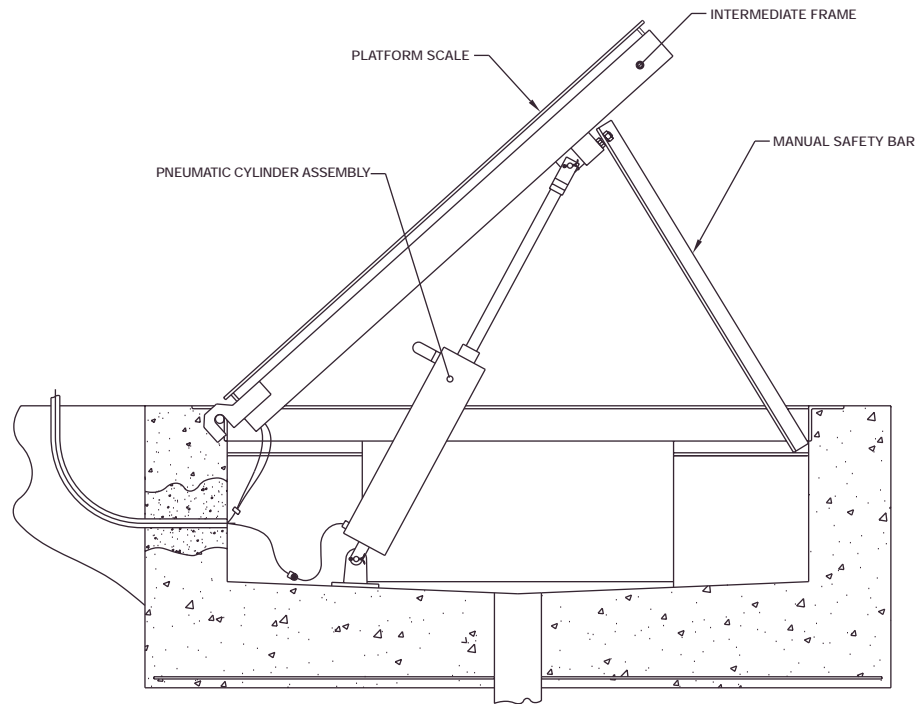 INTERMEDIATE FRAME
PLATFORM SCALE
MANUAL SAFETY BAR
PNEUMATIC CYLINDER ASSEMBLY